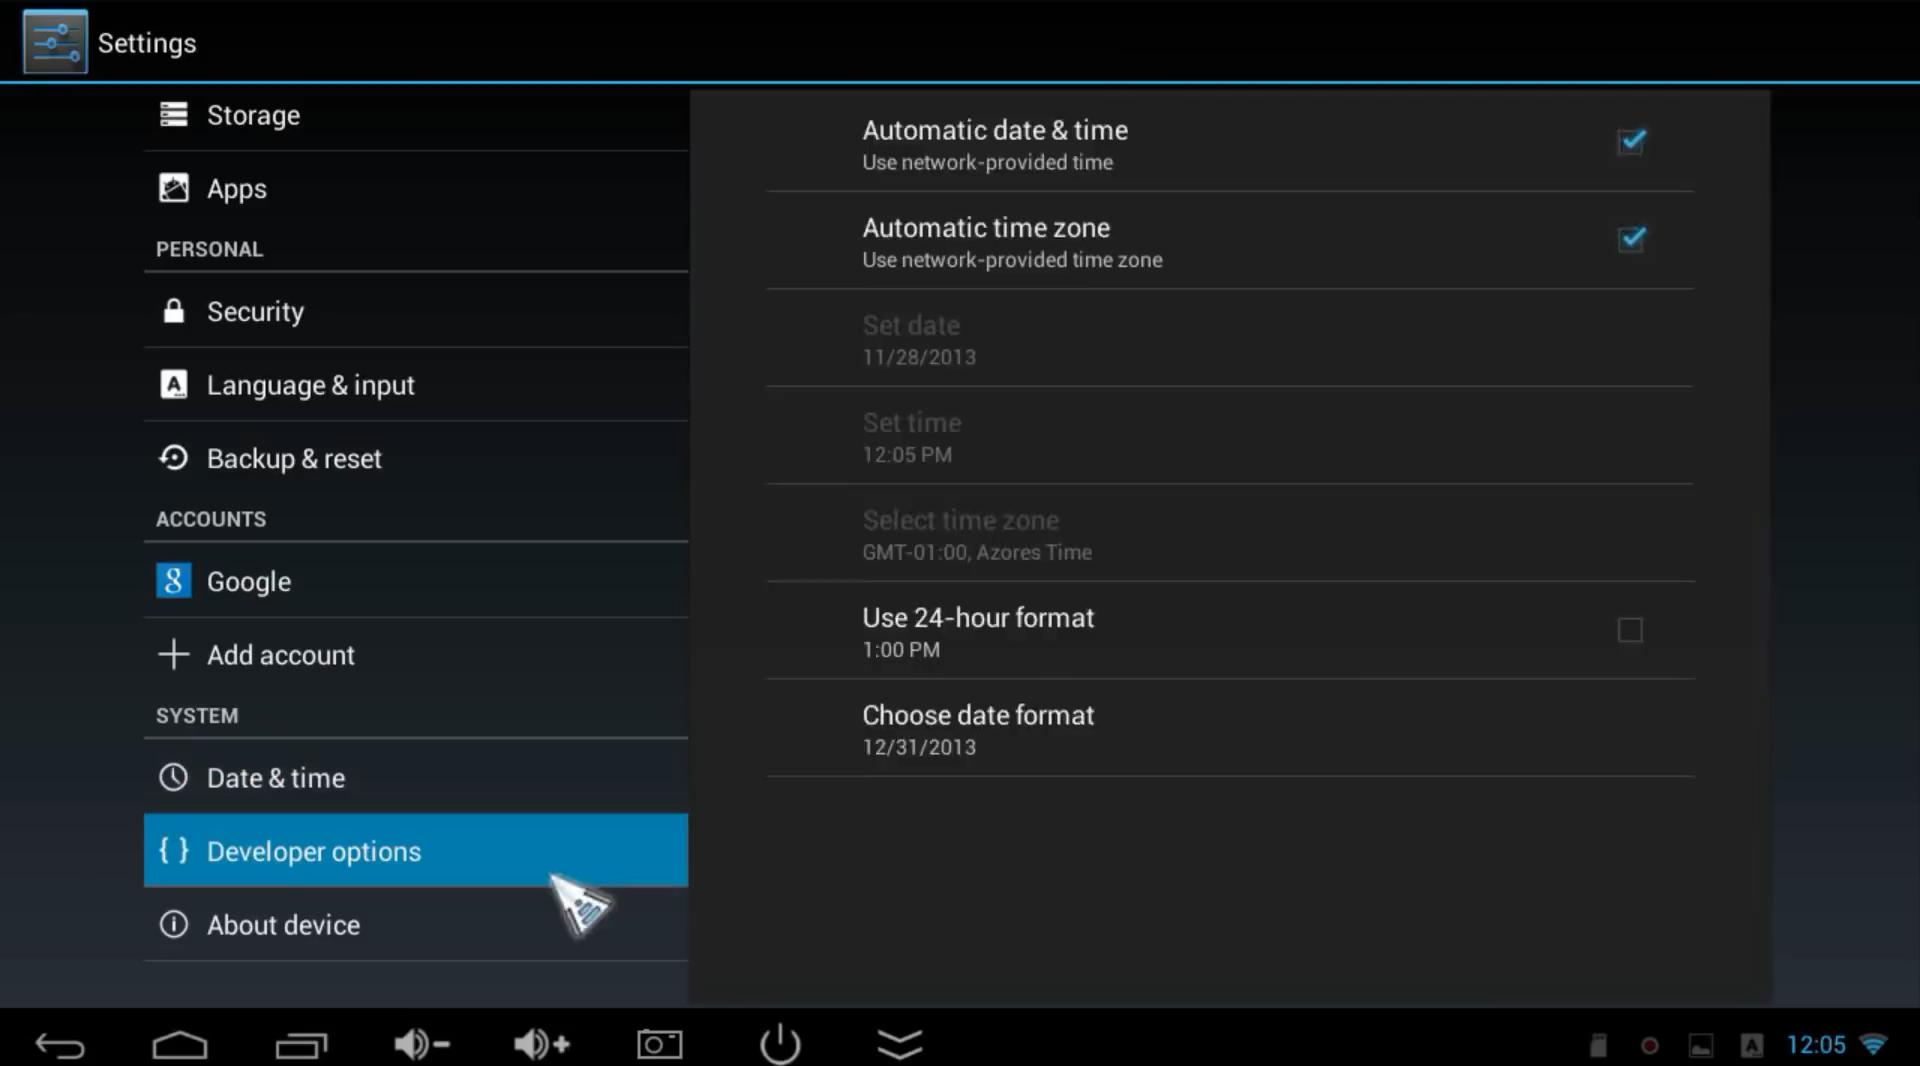 Settings
Storage
Apps
PERSONAL
Security
Language & input
Backup & reset
ACCOUNTS
Google
Add account
SYSTEM
Date & time
Developer options
About device
Automatic date & time
Use network-provided time
Automatic time zone
Use network-provided time zone
Set date
11/28/2013
Set time
12:05 PM
Select time zone
GMT-01:00, Azores Time
Use 24-hour format
1:00 PM
Choose date format
12/31/2013
12:05